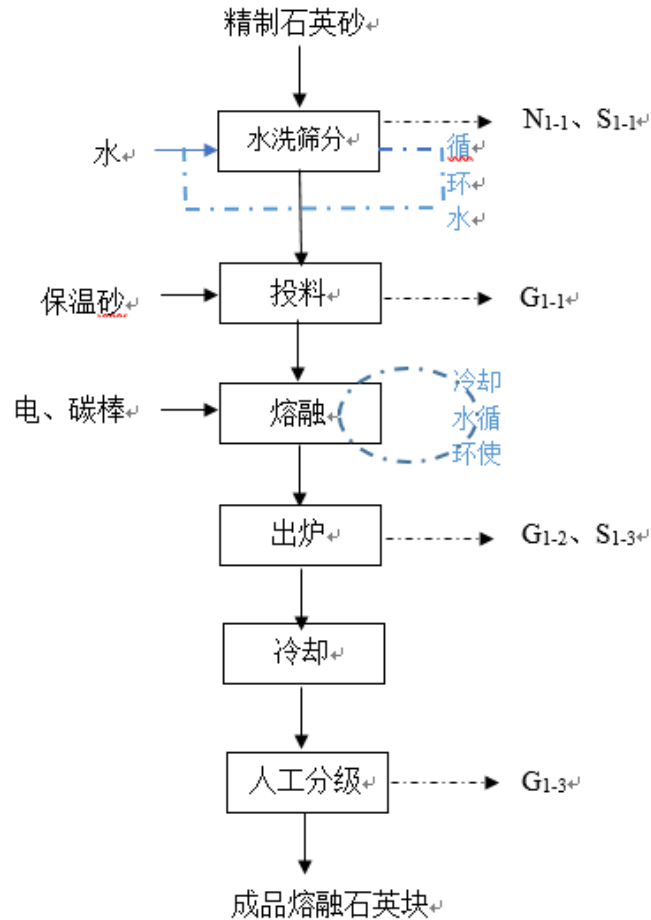 精制石英砂
水洗筛分
N1-1、S1-1
水
循
环
水
投料
保温砂
G1-1
电、碳棒
熔融
冷却
水循
环使
出炉
G1-2、S1-3
冷却
人工分级
G1-3
成品熔融石英块